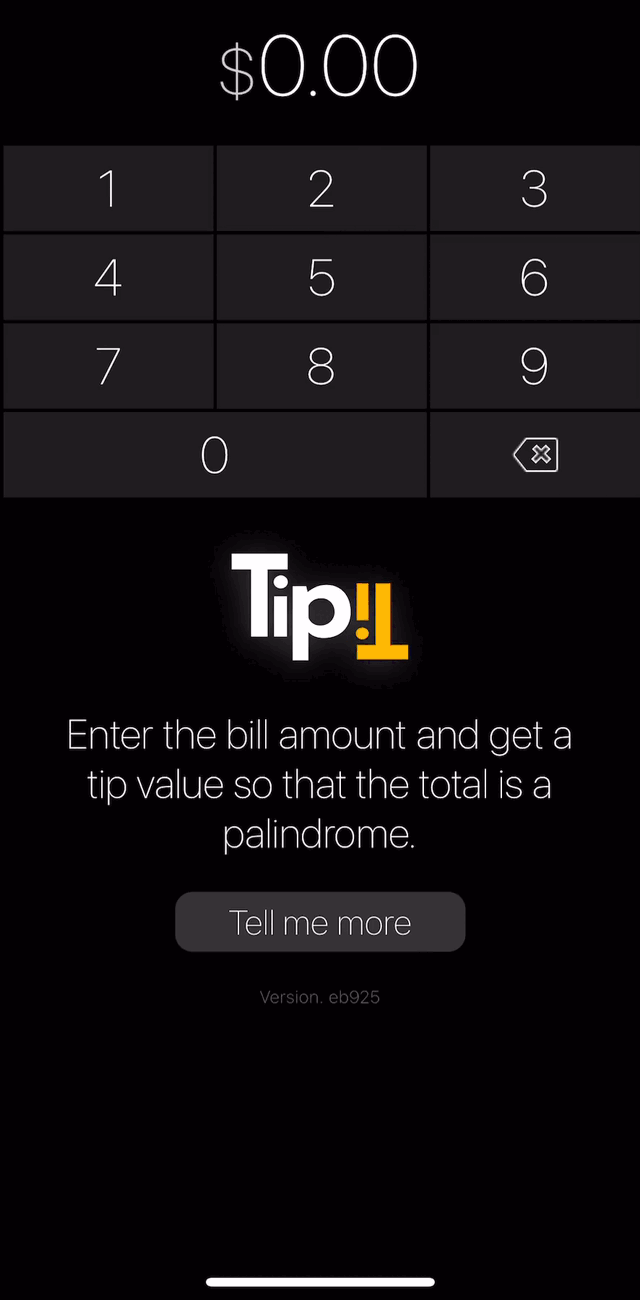 $0.00
1 2 3
4 5 6
7 8 9
0
Tip!T
Enter the bill amount and get a
tip value so that the total is a
palindrome.
Tell me more
Version. eb925